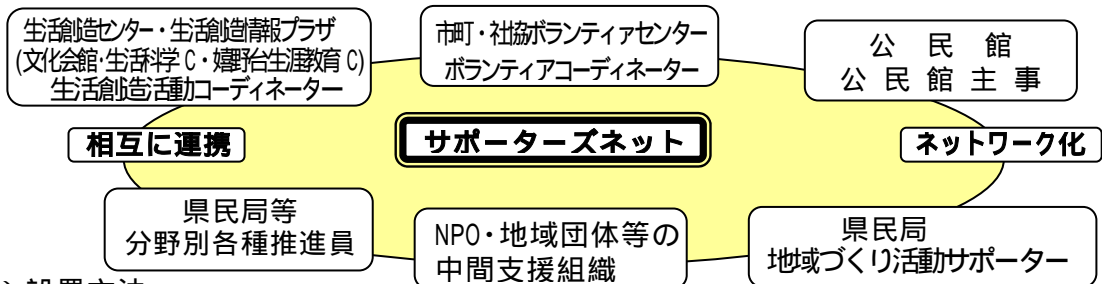 生活創造センター・生活創造情報プラザ
(文化会館・生活科学C・嬉野台生涯教育C)
生活創造活動コーディネーター
市町・社協ボランティアセンター
ボランティアコーディネーター
公民館
公民館主事
相互に連携
サポーターズネット
ネットワーク化
県民局等
分野別各種推進員
NPO・地域団体等の
中間支援組織
県民局
地域づくり活動サポーター